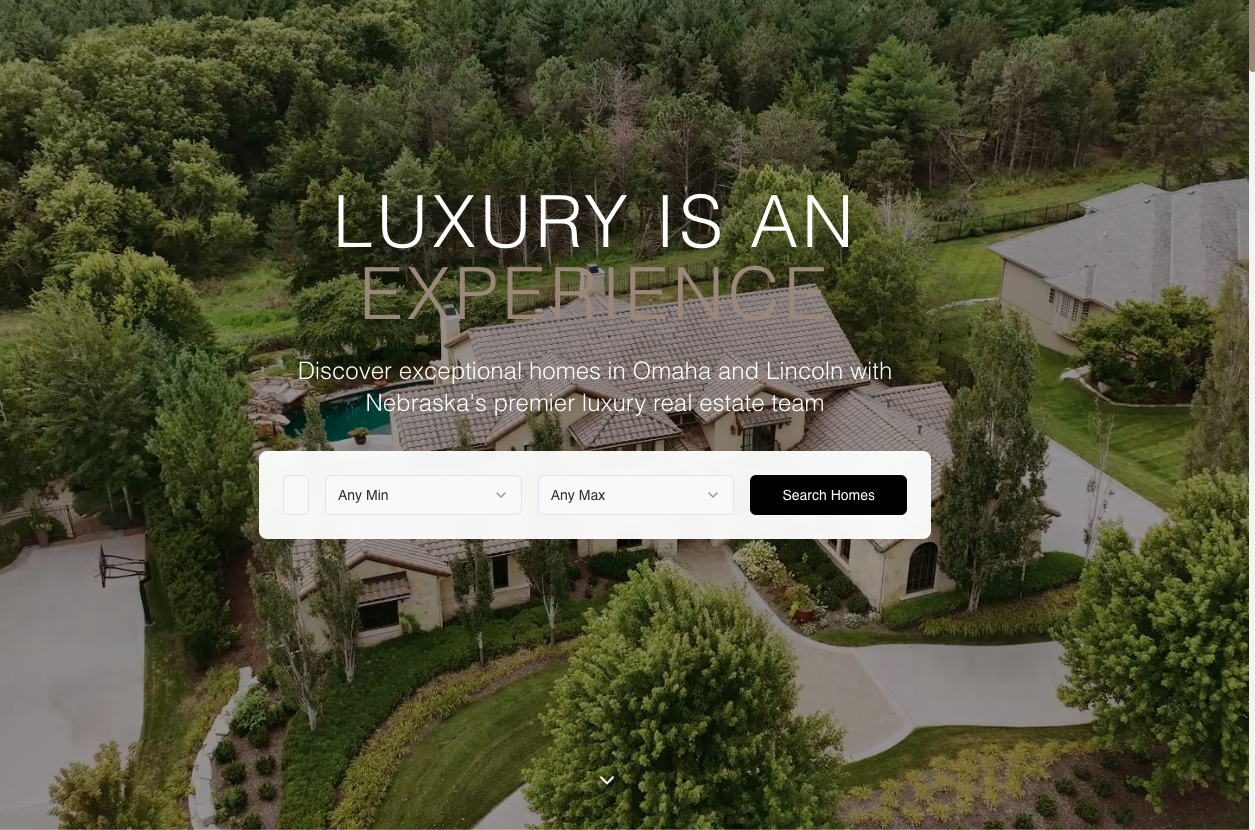 LUXURY IS AN
EXPERIENCE
Discover exceptional homes in Omaha and Lincoln with
Nebraska's premier luxury real estate team
Any Min
Any Max
Search Homes